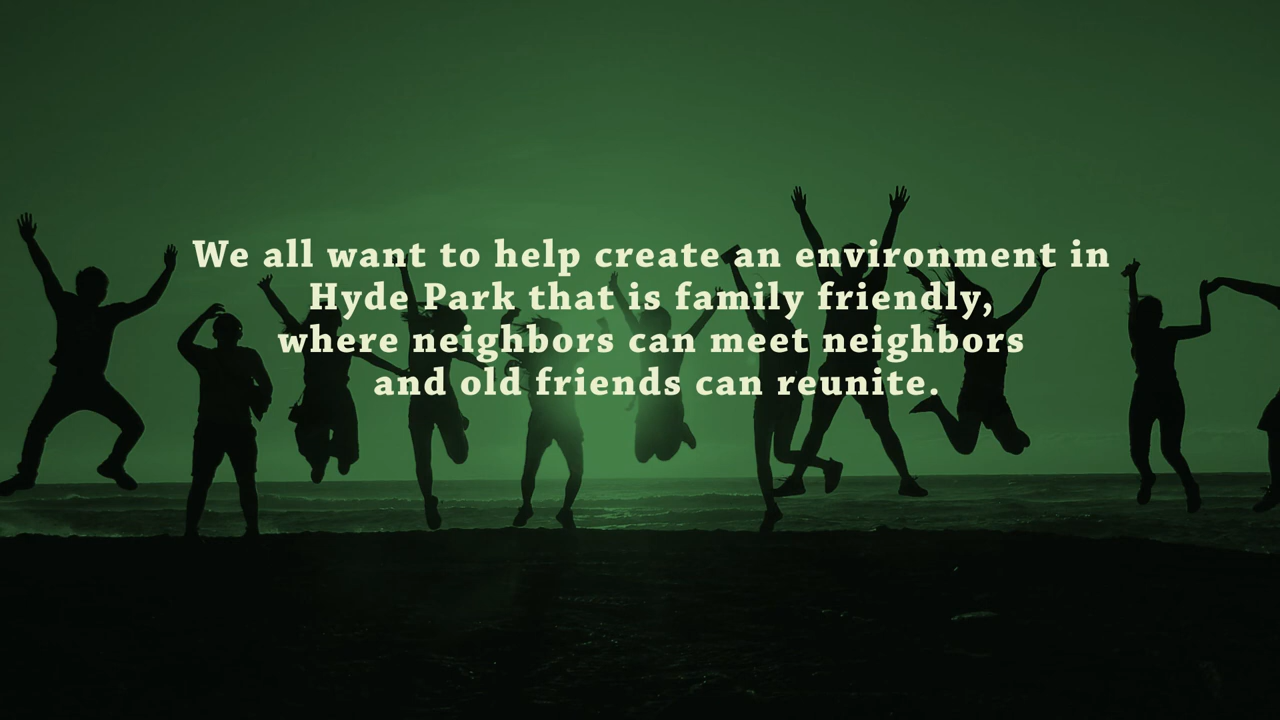 We all want to help create an environment in
Hyde Park that is family friendly,
where neighbors can meet neighbors
and old friends can reunite.